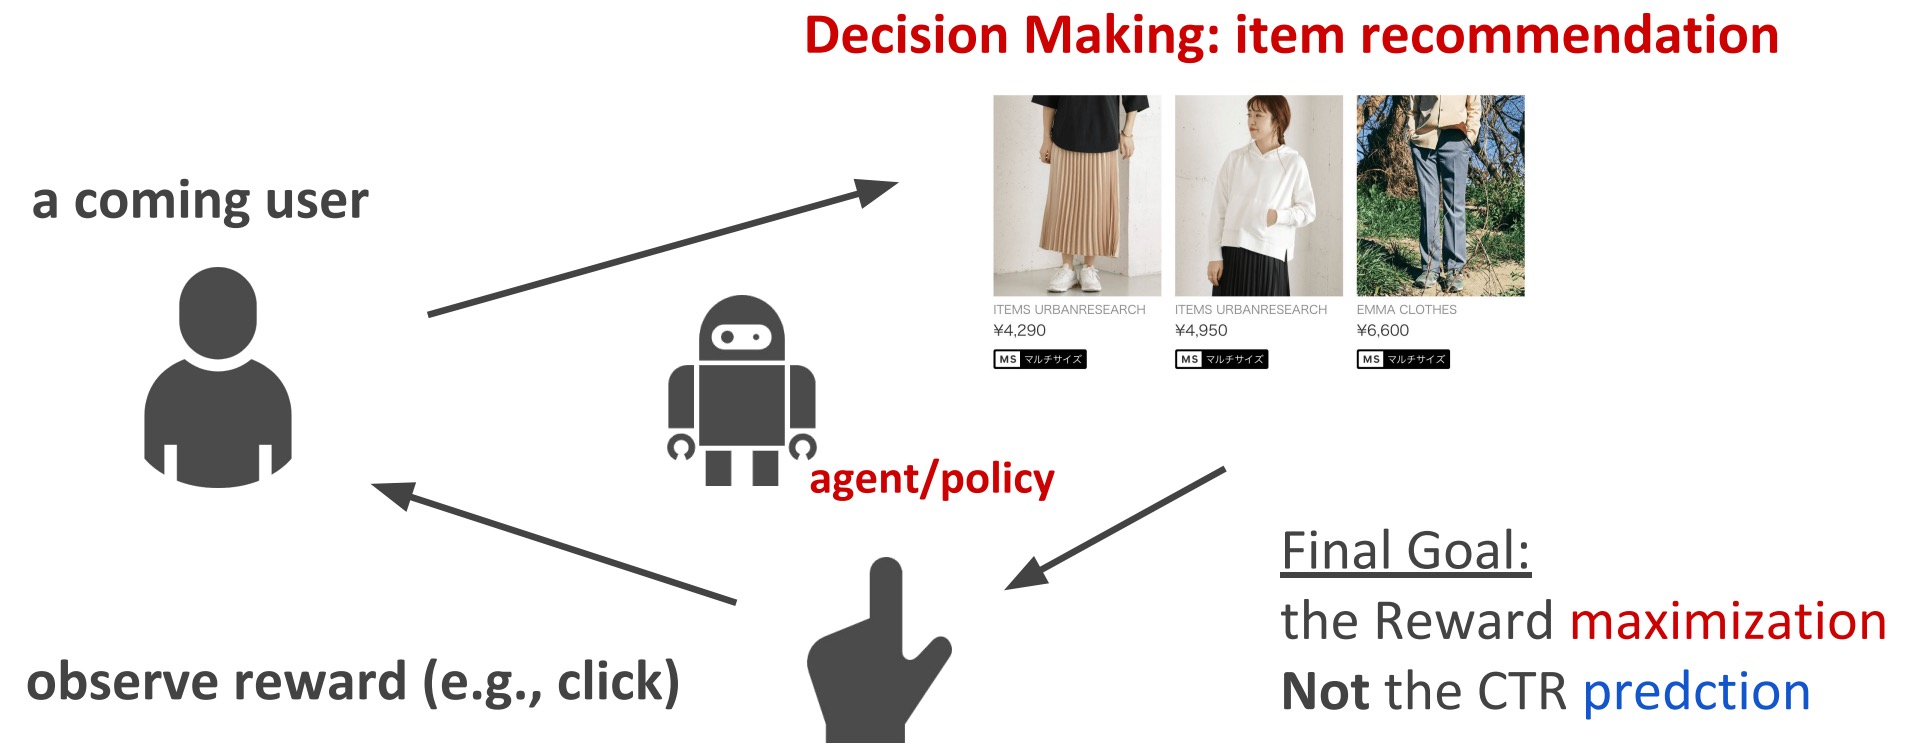 Decision Making: item recommendation
a coming user
ITEMS URBANRESEARCH
¥4,290
MS マルチサイズ
ITEMS URBANRESEARCH
¥4,950
MS マルチサイズ
EMMA CLOTHES
¥6,600
MS マルチサイズ
agent/policy
observe reward (e.g., click)
Final Goal:
the Reward maximization
Not the CTR predction